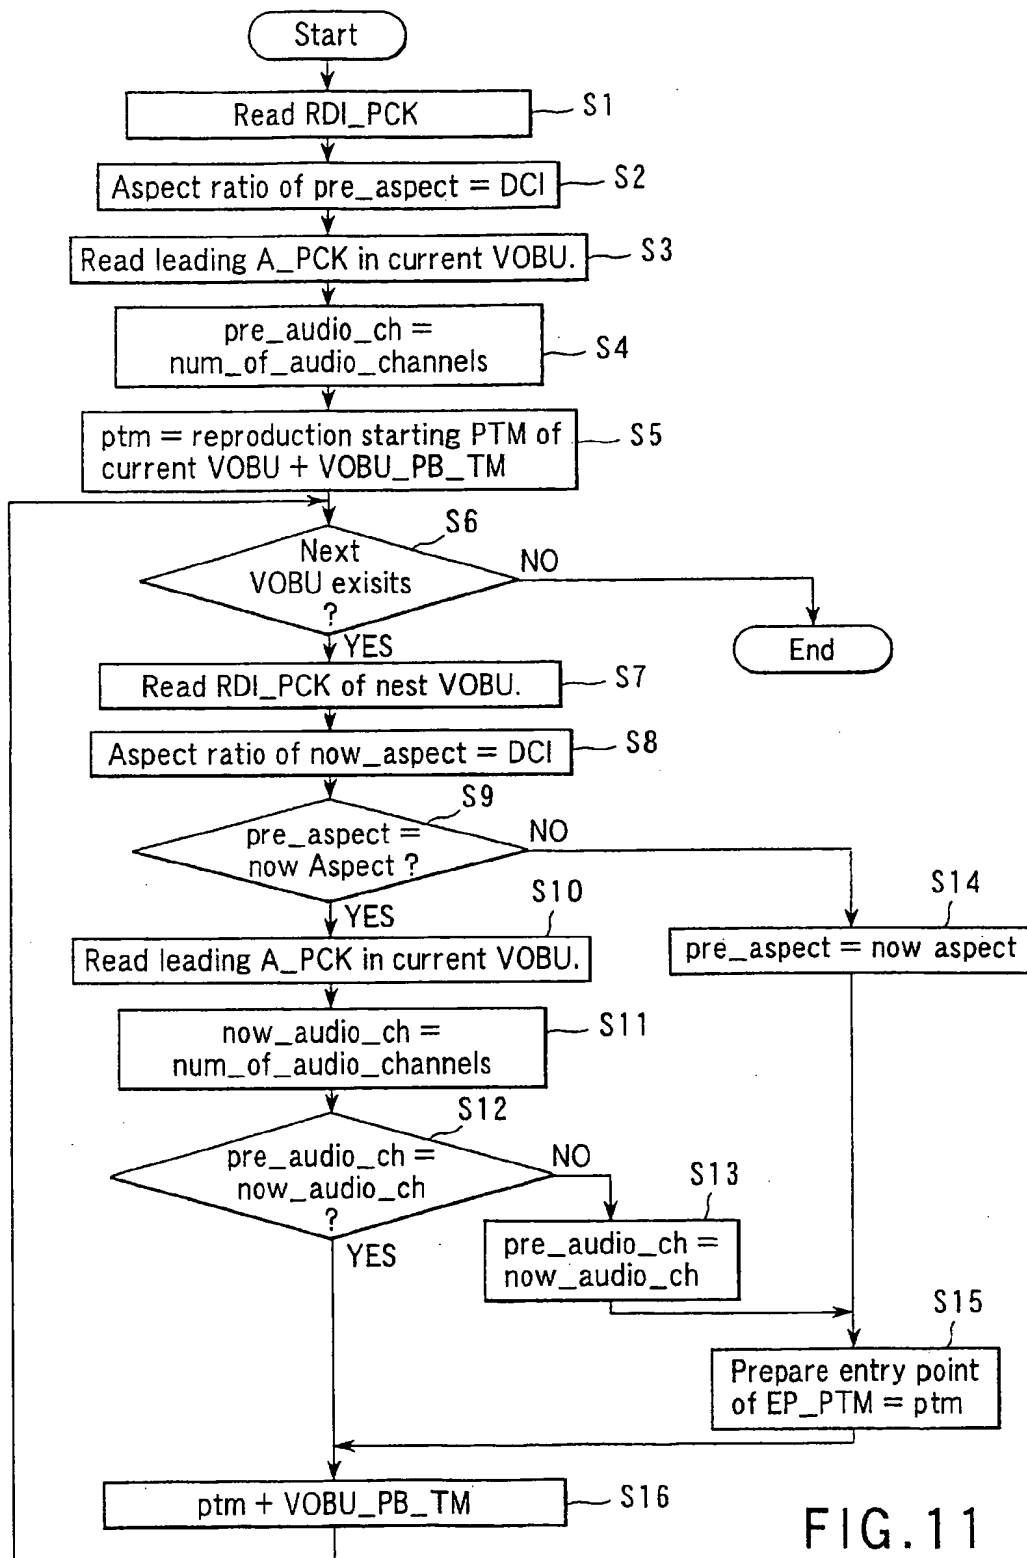 Start
Read RDI_PCK
S1
Aspect ratio of pre_aspect = DCI
S2
Read leading A_PCK in current VOBU.
S3
pre_audio_ch =
num_of_audio_channels
S4
ptm = reproduction starting PTM of
current VOBU + VOBU_PB_TM
S5
S6
Next
VOBU exisits
?
NO
YES
End
Read RDI_PCK of nest VOBU.
S7
Aspect ratio of now_aspect = DCI
S8
S9
pre_aspect =
now Aspect ?
NO
YES
S10
Read leading A_PCK in current VOBU.
S14
pre_aspect = now aspect
now_audio_ch =
num_of_audio_channels
S11
S12
pre_audio_ch =
now_audio_ch
?
NO
YES
S13
pre_audio_ch =
now_audio_ch
S15
Prepare entry point
of EP_PTM = ptm
ptm + VOBU_PB_TM
S16
FIG.11